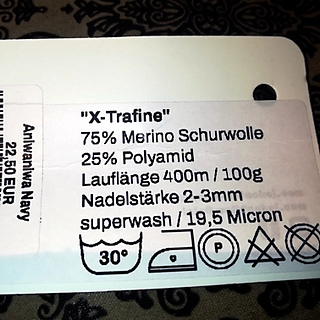 "X-Trafine"
75% Merino Schurwolle
25% Polyamid
Lauflänge 400m / 100g
Nadelstärke 2-3mm
superwash / 19,5 Micron
30°
P
Aniwaniwa Navy
22,50 EUR